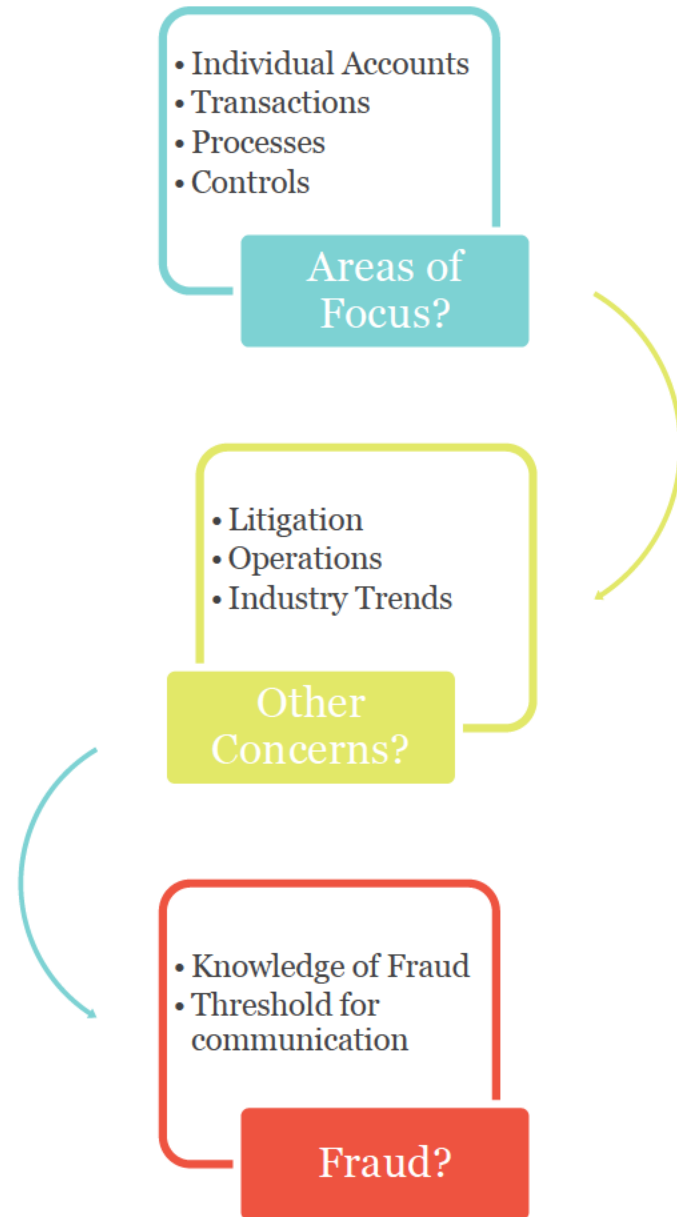 • Individual Accounts
• Transactions
• Processes
• Controls
Areas of
Focus?
• Litigation
• Operations
• Industry Trends
Other
Concerns?
• Knowledge of Fraud
• Threshold for
communication
Fraud?